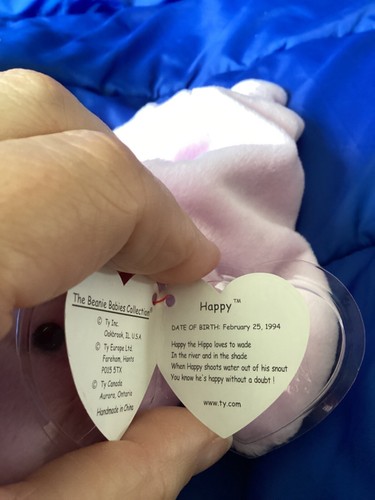 The Beanie Babies Collection®
© Ty Inc.
Oakbrook, IL. U.S.A
© Ty Europe Ltd.
Fareham, Hants
PO15 5TX
© Ty Canada
Aurora, Ontario
Handmade in China
Happy™
DATE OF BIRTH: February 25, 1994
Happy the Hippo loves to wade
In the river and in the shade
When Happy shoots water out of his snout
You know he's happy without a doubt !
www.ty.com